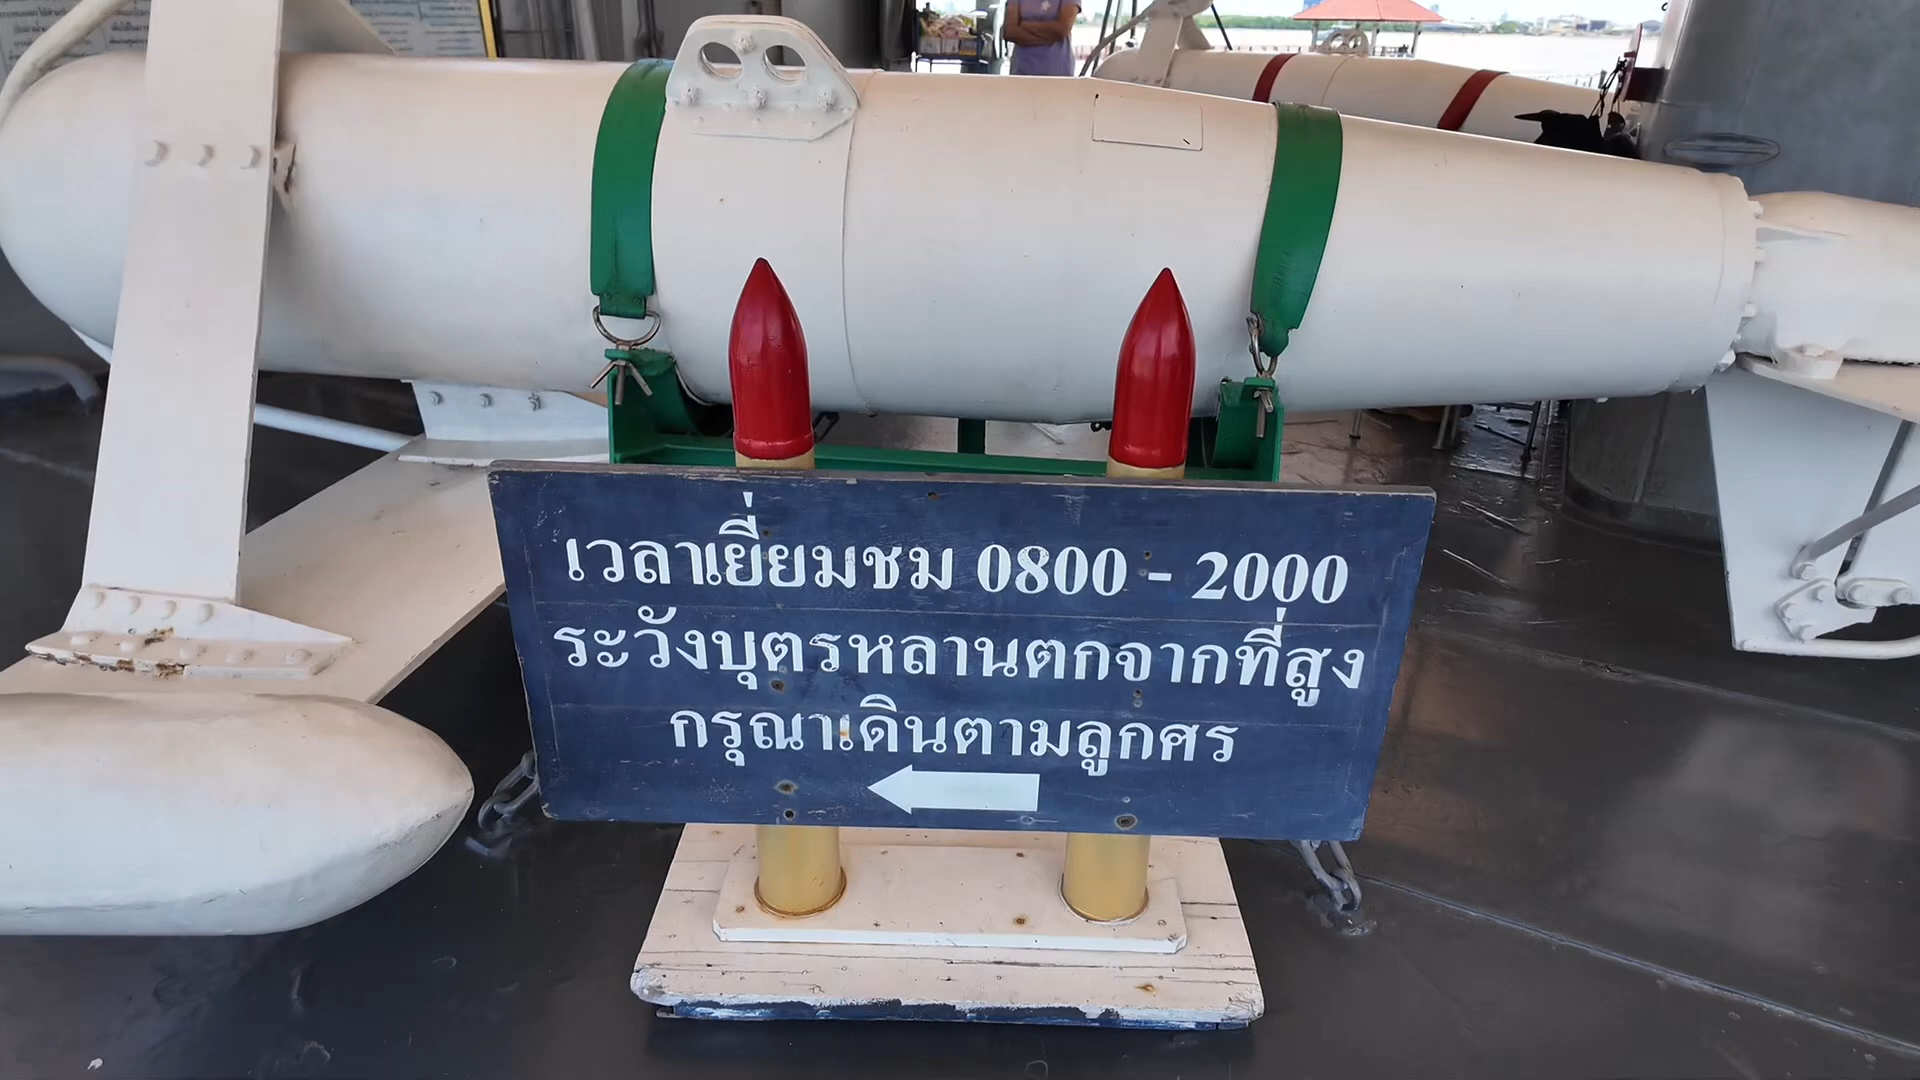 เวลาเยี่ยมชม 0800 - 2000
ระวังบุตรหลานตกจากที่สูง
กรุณาเดินตามลูกศร